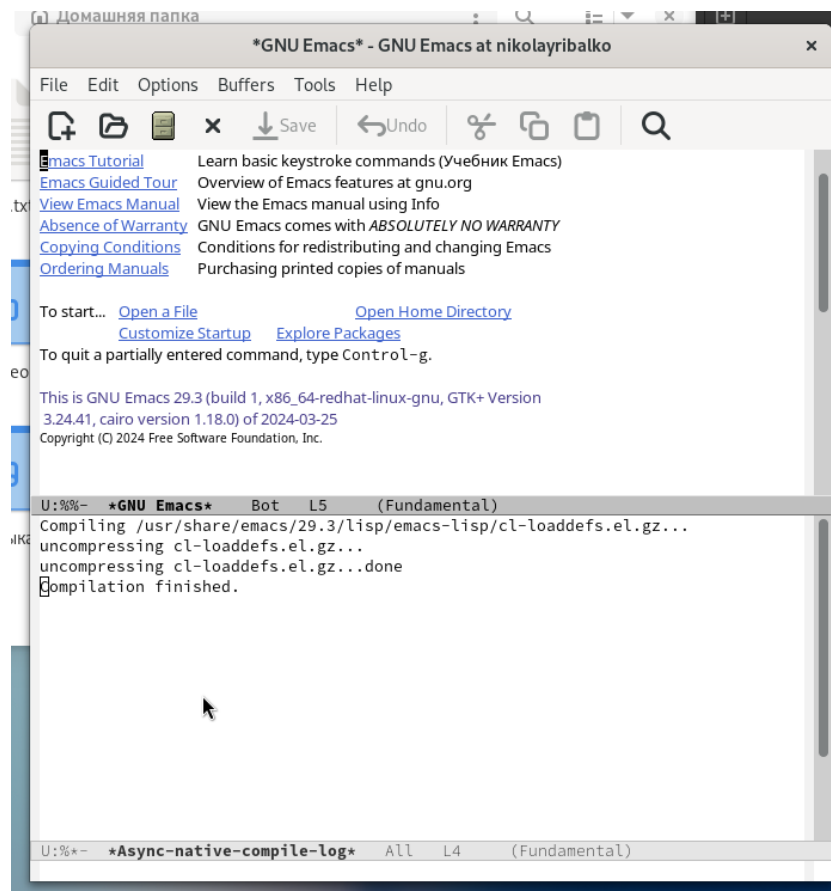 Домашняя папка
*GNU Emacs* - GNU Emacs at nikolayribalko
File Edit Options Buffers Tools Help
Save Undo
Emacs Tutorial Learn basic keystroke commands (Учебник Emacs)
Emacs Guided Tour Overview of Emacs features at gnu.org
View Emacs Manual View the Emacs manual using Info
.txt
Absence of Warranty GNU Emacs comes with ABSOLUTELY NO WARRANTY
Copying Conditions Conditions for redistributing and changing Emacs
Ordering Manuals Purchasing printed copies of manuals
To start... Open a File Open Home Directory
Customize Startup Explore Packages
To quit a partially entered command, type Control-g.
This is GNU Emacs 29.3 (build 1, x86_64-redhat-linux-gnu, GTK+ Version
3.24.41, cairo version 1.18.0) of 2024-03-25
Copyright (C) 2024 Free Software Foundation, Inc.
U:%%- *GNU Emacs* Bot L5 (Fundamental)
Compiling /usr/share/emacs/29.3/lisp/emacs-lisp/cl-loaddefs.el.gz...
uncompressing cl-loaddefs.el.gz...
uncompressing cl-loaddefs.el.gz...done
Compilation finished.
U:%*- *Async-native-compile-log* All L4 (Fundamental)